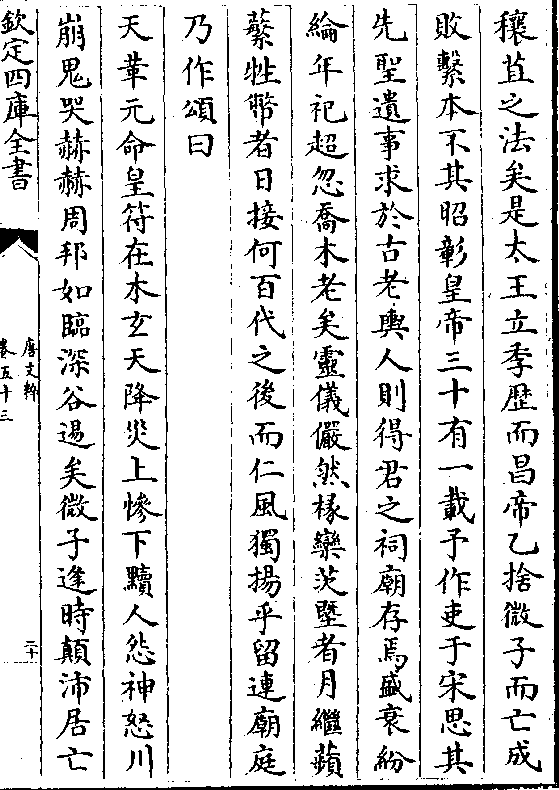 穰苴之法矣是太王立季歴而昌帝乙捨微子而亡成
敗繫本不其昭彰皇帝三十有一載予作吏于宋思其
先聖遺事求於古老輿人則得君之祠廟存焉盛衰紛
綸年祀超忽喬木老矣靈儀儼然椽欒茨墍者月繼蘋
蘩牲幣者日接何百代之後而仁風獨揚乎留連廟庭
乃作頌曰
天革元命皇符在木玄天降災上慘下黷人怨神怒川
崩鬼哭赫赫周邦如臨深谷逷矣微子逢時顛沛居亡
欽定四庫全書
唐文粹
卷五十三
二十